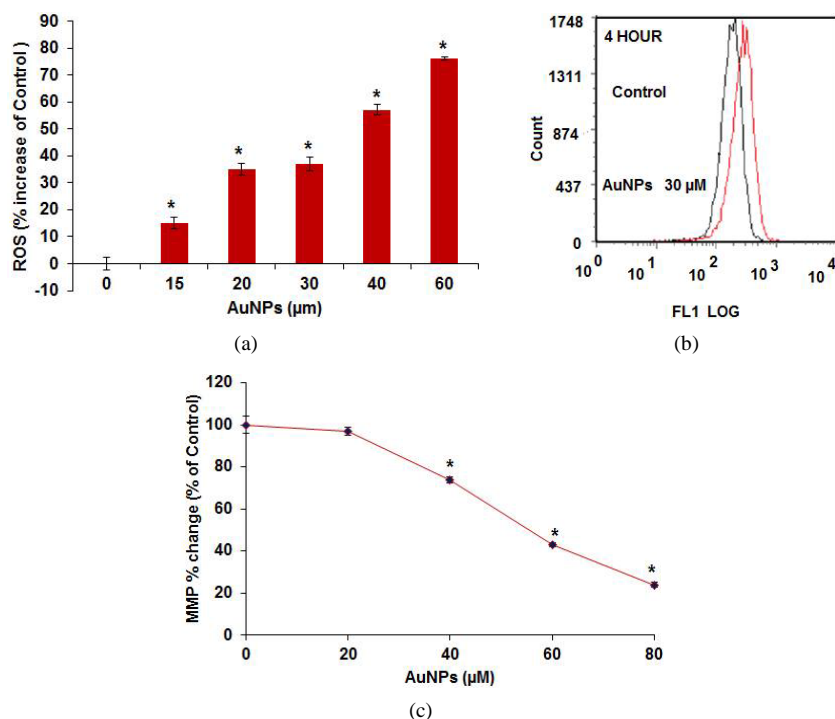 90
80
70
60
50
40
30
20
10
0
-10
ROS (% increase of Control )
*
*
*
*
*
0 15 20 30 40 60
AuNPs (µm)
(a)
1748
1311
874
437
0
Count
4 HOUR
Control
AuNPs 30 µM
10 0 10 1 10 2 10 3 10 4
FL1 LOG
(b)
120
100
80
60
40
20
0
MMP % change (% of Control)
*
*
*
0 20 40 60 80
AuNPs (µM)
(c)